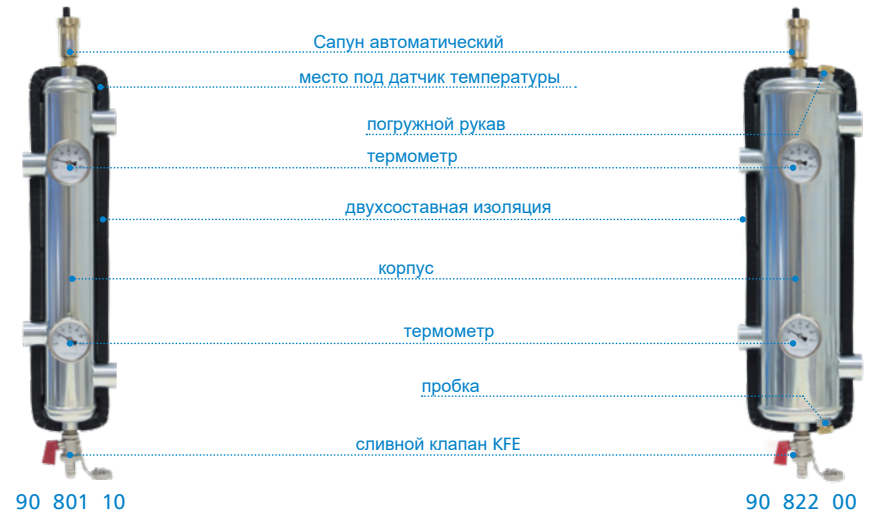 Сапун автоматический
место под датчик температуры
погружной рукав
термометр
двухсоставная изоляция
корпус
термометр
пробка
сливной клапан KFE
90 801 10
90 822 00